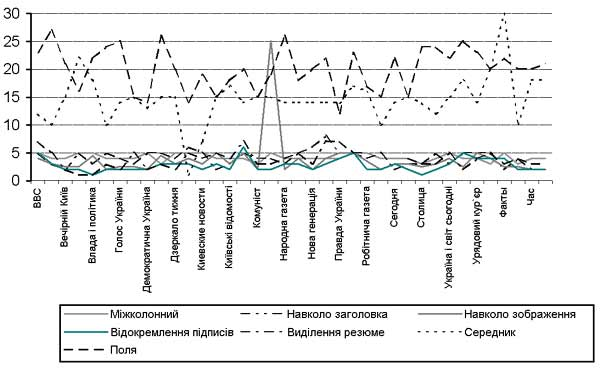 30
25
20
15
10
5
0
ВВС
Вечірній Київ
Влада і політика
Голос України
Демократична Україна
Дзеркало тижня
Киевские новости
Київські відомості
Комуніст
Народна газета
Нова генерація
Правда України
Робітнича газета
Сегодня
Столица
Україна і світ сьогодні
Урядовий кур`єр
Факты
Час
Міжколонний
Навколо заголовка
Навколо зображення
Відокремлення підписів
Виділення резюме
Середник
Поля